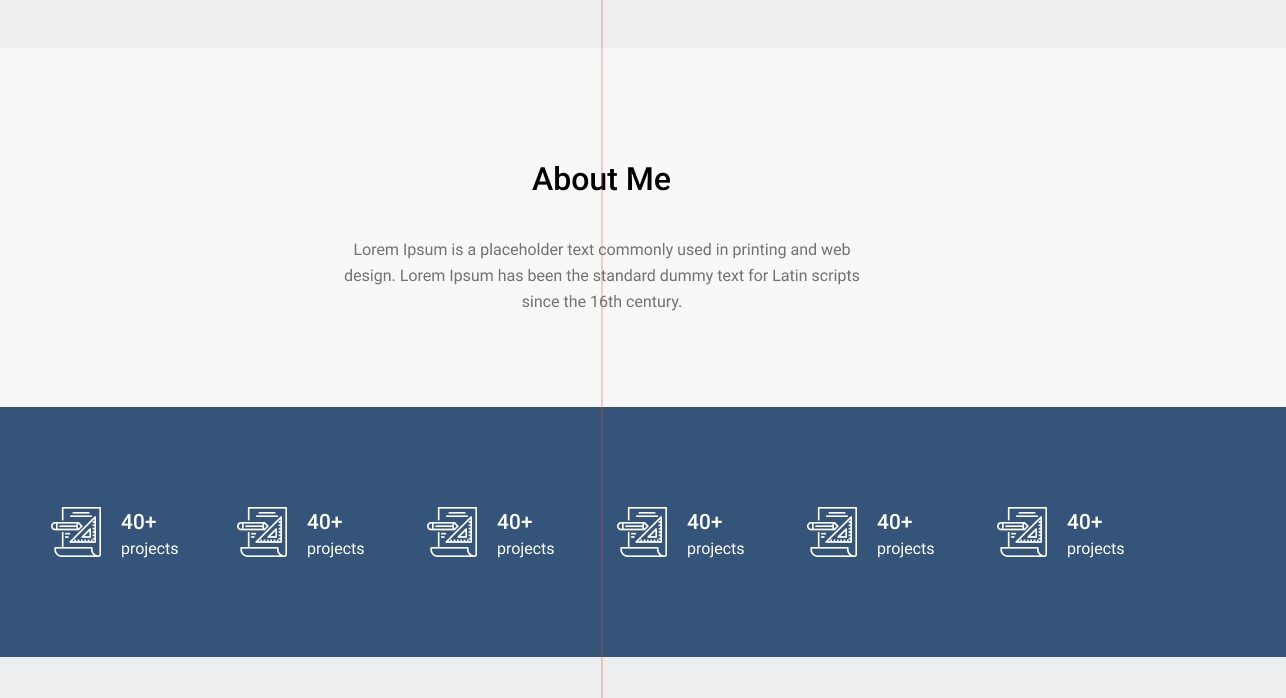 About Me
Lorem Ipsum is a placeholder text commonly used in printing and web
design. Lorem Ipsum has been the standard dummy text for Latin scripts
since the 16th century.
40+
projects
40+
projects
40+
projects
40+
projects
40+
projects
40+
projects